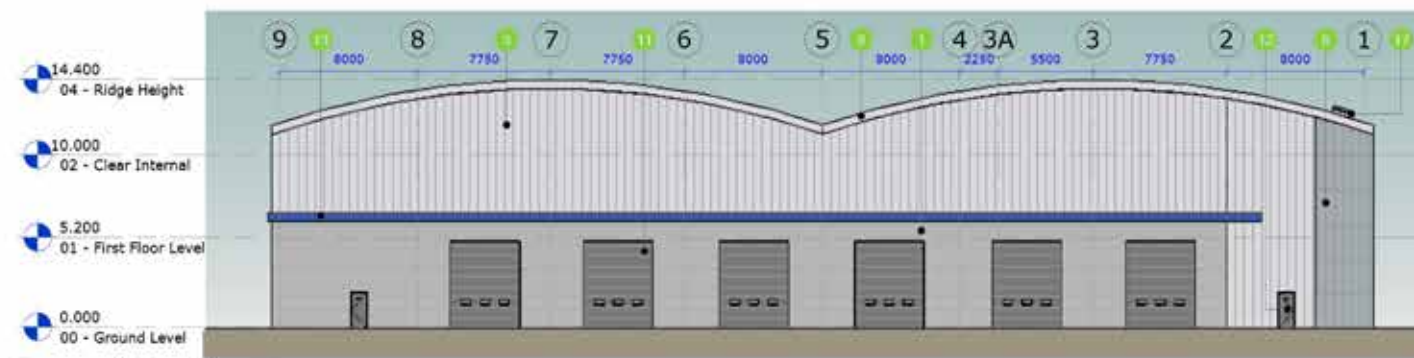 9 8 7 6 5 4 3A 3 2 1
8000 7750 7750 8000 8000 2250 5500 7750 8000
14.400
04 - Ridge Height
10.000
02 - Clear Internal
5.200
01 - First Floor Level
0.000
00 - Ground Level